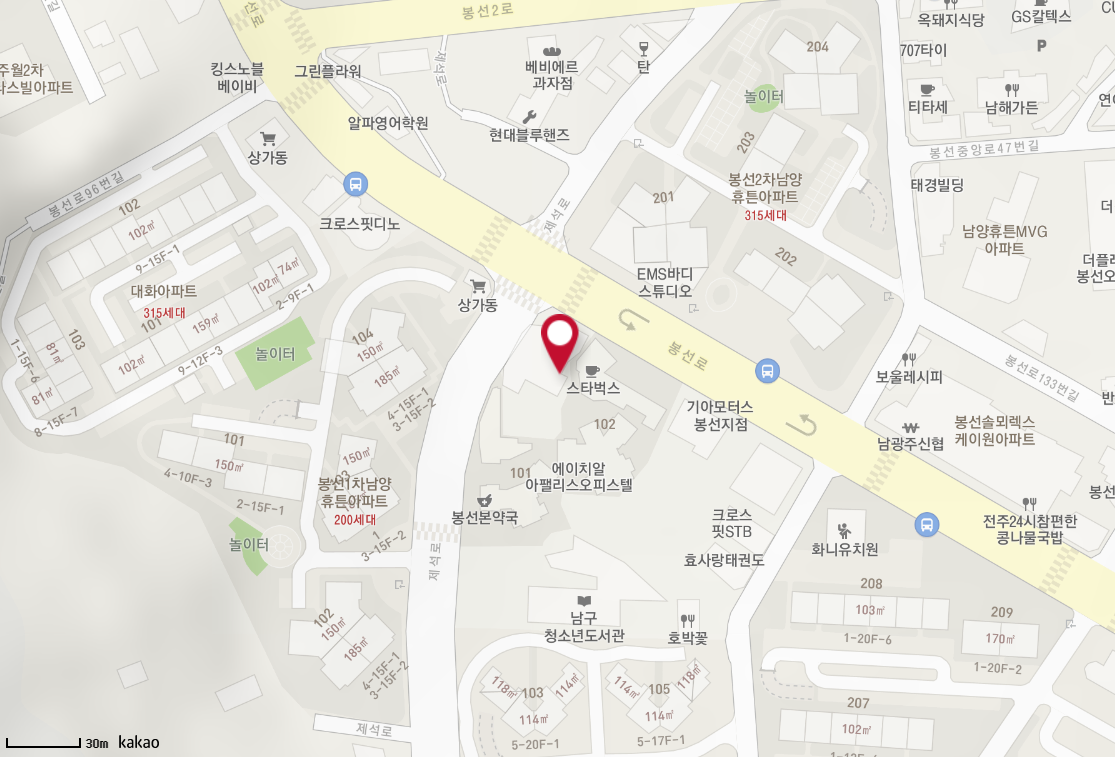 봉선2로
옥돼지식당
GS칼텍스
204
707타이
P
킹스노블
베이비
그린플라워
제석로
베비에르
과자점
탄
주월2차
놀이터
티타세
남해가든
알파영어학원
현대블루핸즈
상가동
203
봉선중앙로47번길
봉선로96번길
봉선2차남양
휴튼아파트
315세대
태경빌딩
102
102㎡
201
제석로
크로스핏디노
남양휴튼MVG
아파트
9-15F-1
202
74㎡
102㎡
EMS바디
스튜디오
대화아파트
315세대
상가동
2-9F-1
101
159㎡
103
81㎡
102㎡
1-15F-6
9-12F-3
놀이터
104
150㎡
185㎡
봉선로
스타벅스
보울레시피
봉선로133번길
81㎡
8-15F-7
4-15F-1
3-15F-2
기아모터스
봉선지점
102
남광주신협
봉선솔뫼렉스
케이원아파트
101
150㎡
4-10F-3
2-15F-1
150㎡
봉선1차남양
휴튼아파트
200세대
101
에이치알
아팰리스오피스텔
봉선본약국
크로스
핏STB
전주24시참편한
콩나물국밥
놀이터
3-15F-2
제석로
효사랑태권도
화니유치원
208
103㎡
1-20F-6
209
170㎡
1-20F-2
102
150㎡
185㎡
4-15F-1
3-15F-2
남구
청소년도서관
호박꽃
118㎡
103
114㎡
114㎡
5-20F-1
114㎡
105
118㎡
114㎡
5-17F-1
207
102㎡
제석로
30m kakao